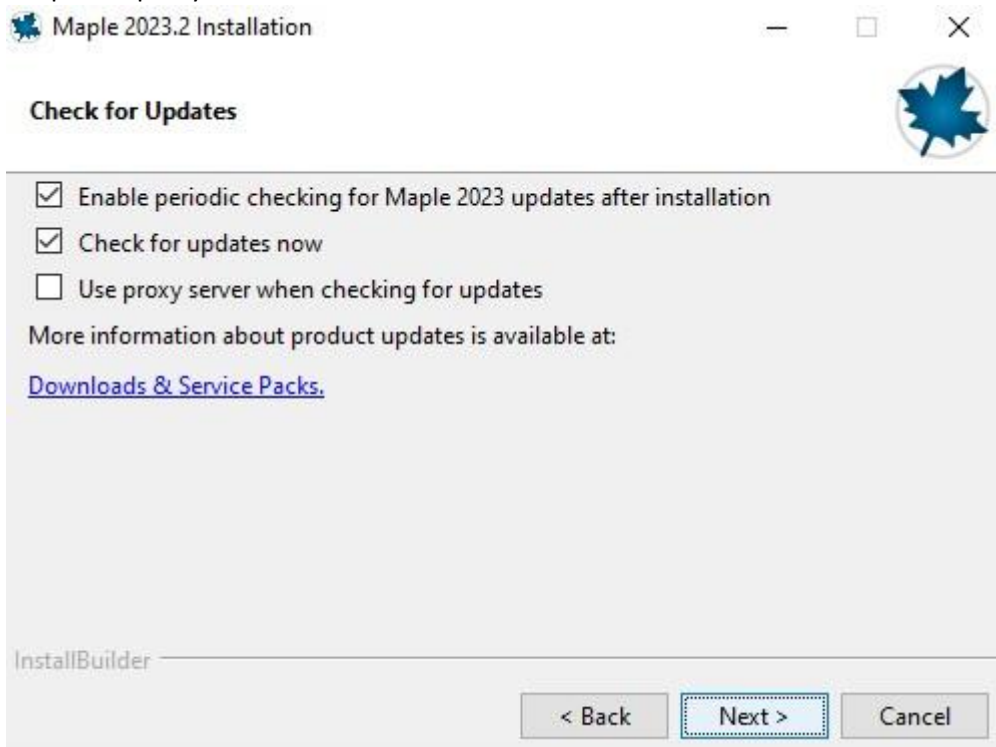 Maple 2023.2 Installation
Check for Updates
Enable periodic checking for Maple 2023 updates after installation
Check for updates now
Use proxy server when checking for updates
More information about product updates is available at:
Downloads & Service Packs.
InstallBuilder
< Back Next > Cancel